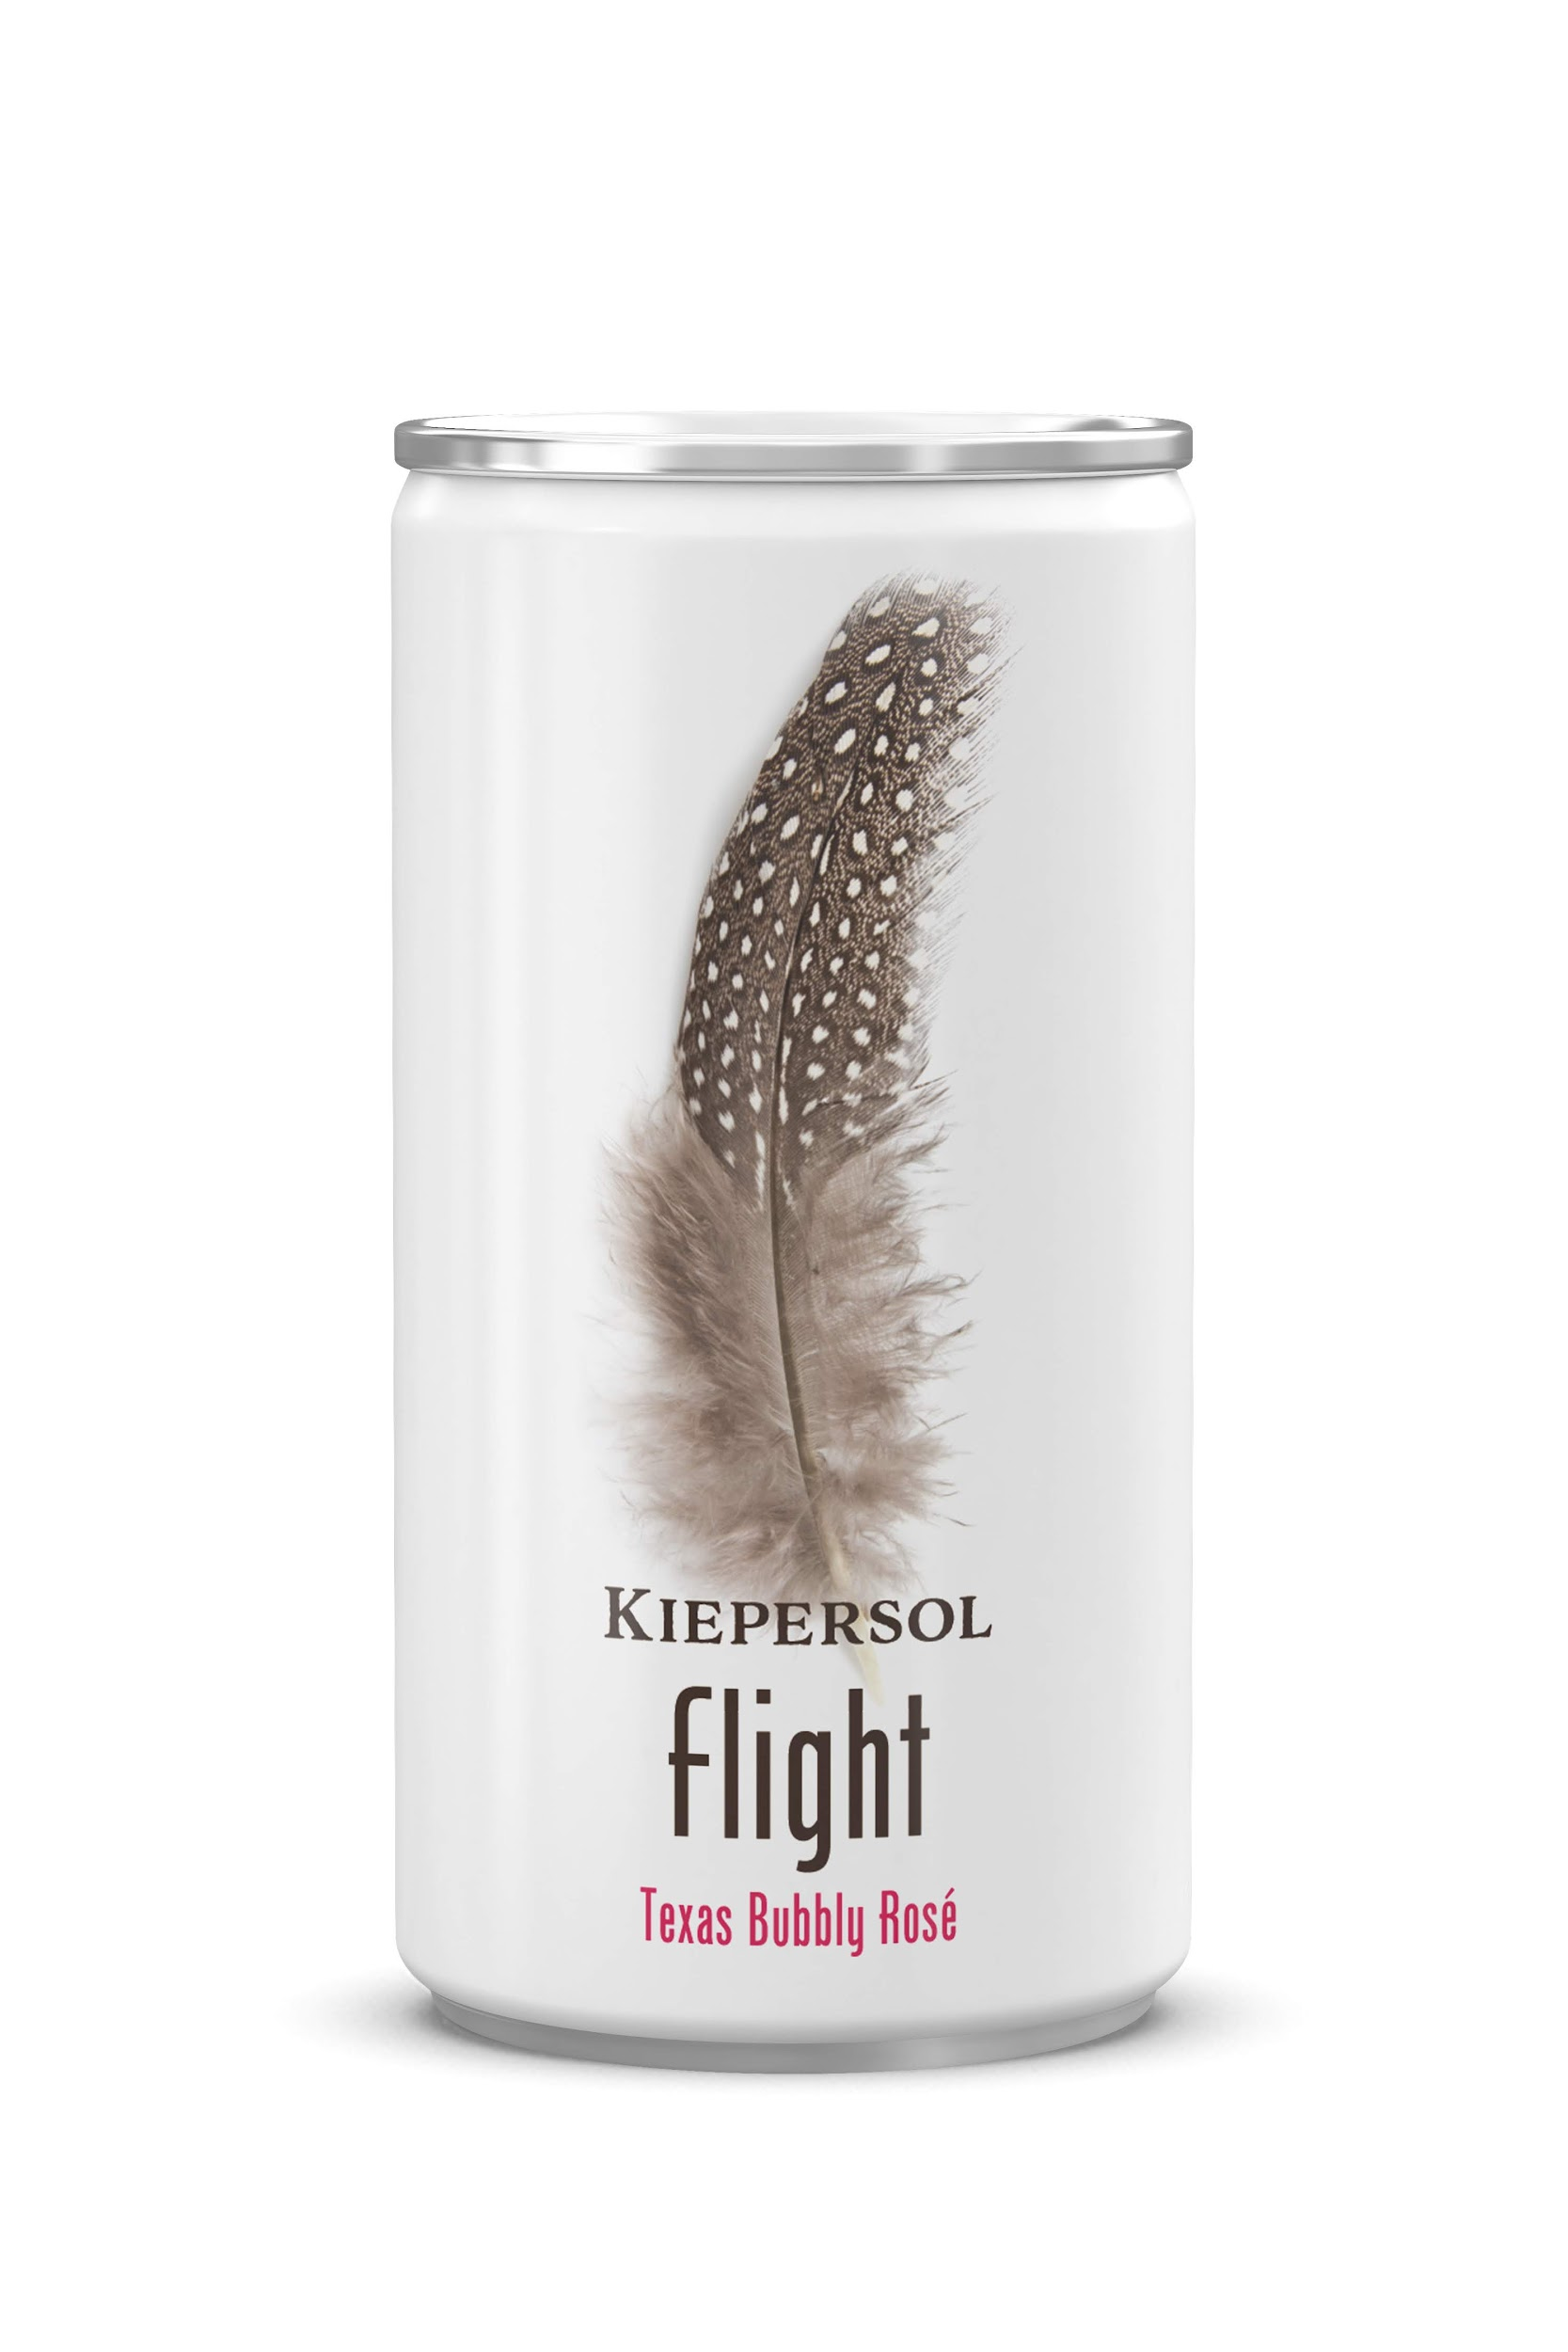 KIEPERSOL
flight
Texas Bubbly Rosé